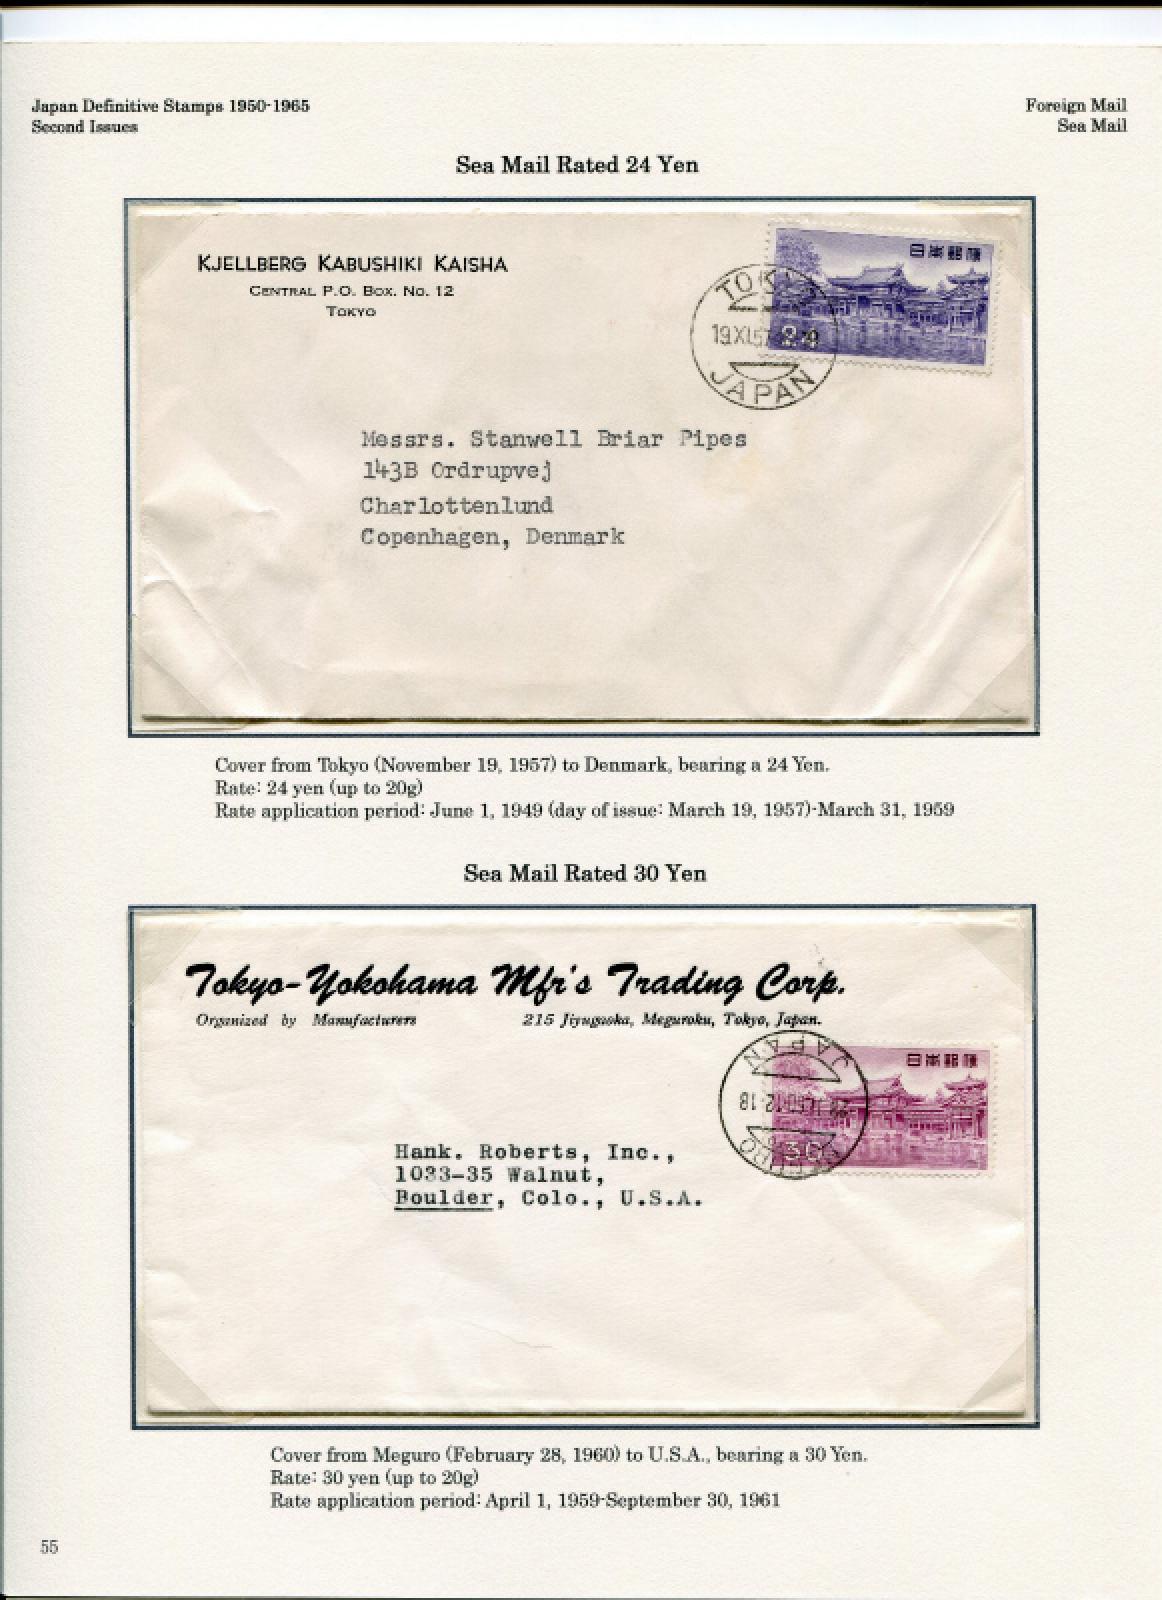 Japan Definitive Stamps 1950-1965
Second Issues
Foreign Mail
Sea Mail
Sea Mail Rated 24 Yen
KJELLBERG KABUSHIKI KAISHA
CENTRAL P.O. BOX. NO. 12
TOKYO
日本郵便
24
TOKYO
19.XI.57
JAPAN
Messrs. Stanwell Briar Pipes
143B Ordrupvej
Charlottenlund
Copenhagen, Denmark
Cover from Tokyo (November 19, 1957) to Denmark, bearing a 24 Yen.
Rate: 24 yen (up to 20g)
Rate application period: June 1, 1949 (day of issue: March 19, 1957)-March 31, 1959
Sea Mail Rated 30 Yen
Tokyo-Yokohama Mfr's Trading Corp.
Organized by Manufacturers 215 Jiyugaoka, Meguroku, Tokyo, Japan.
日本郵便
30
JAPAN
60.12-18
MEGURO
Hank. Roberts, Inc.,
1033-35 Walnut,
Boulder, Colo., U.S.A.
Cover from Meguro (February 28, 1960) to U.S.A., bearing a 30 Yen.
Rate: 30 yen (up to 20g)
Rate application period: April 1, 1959-September 30, 1961
55